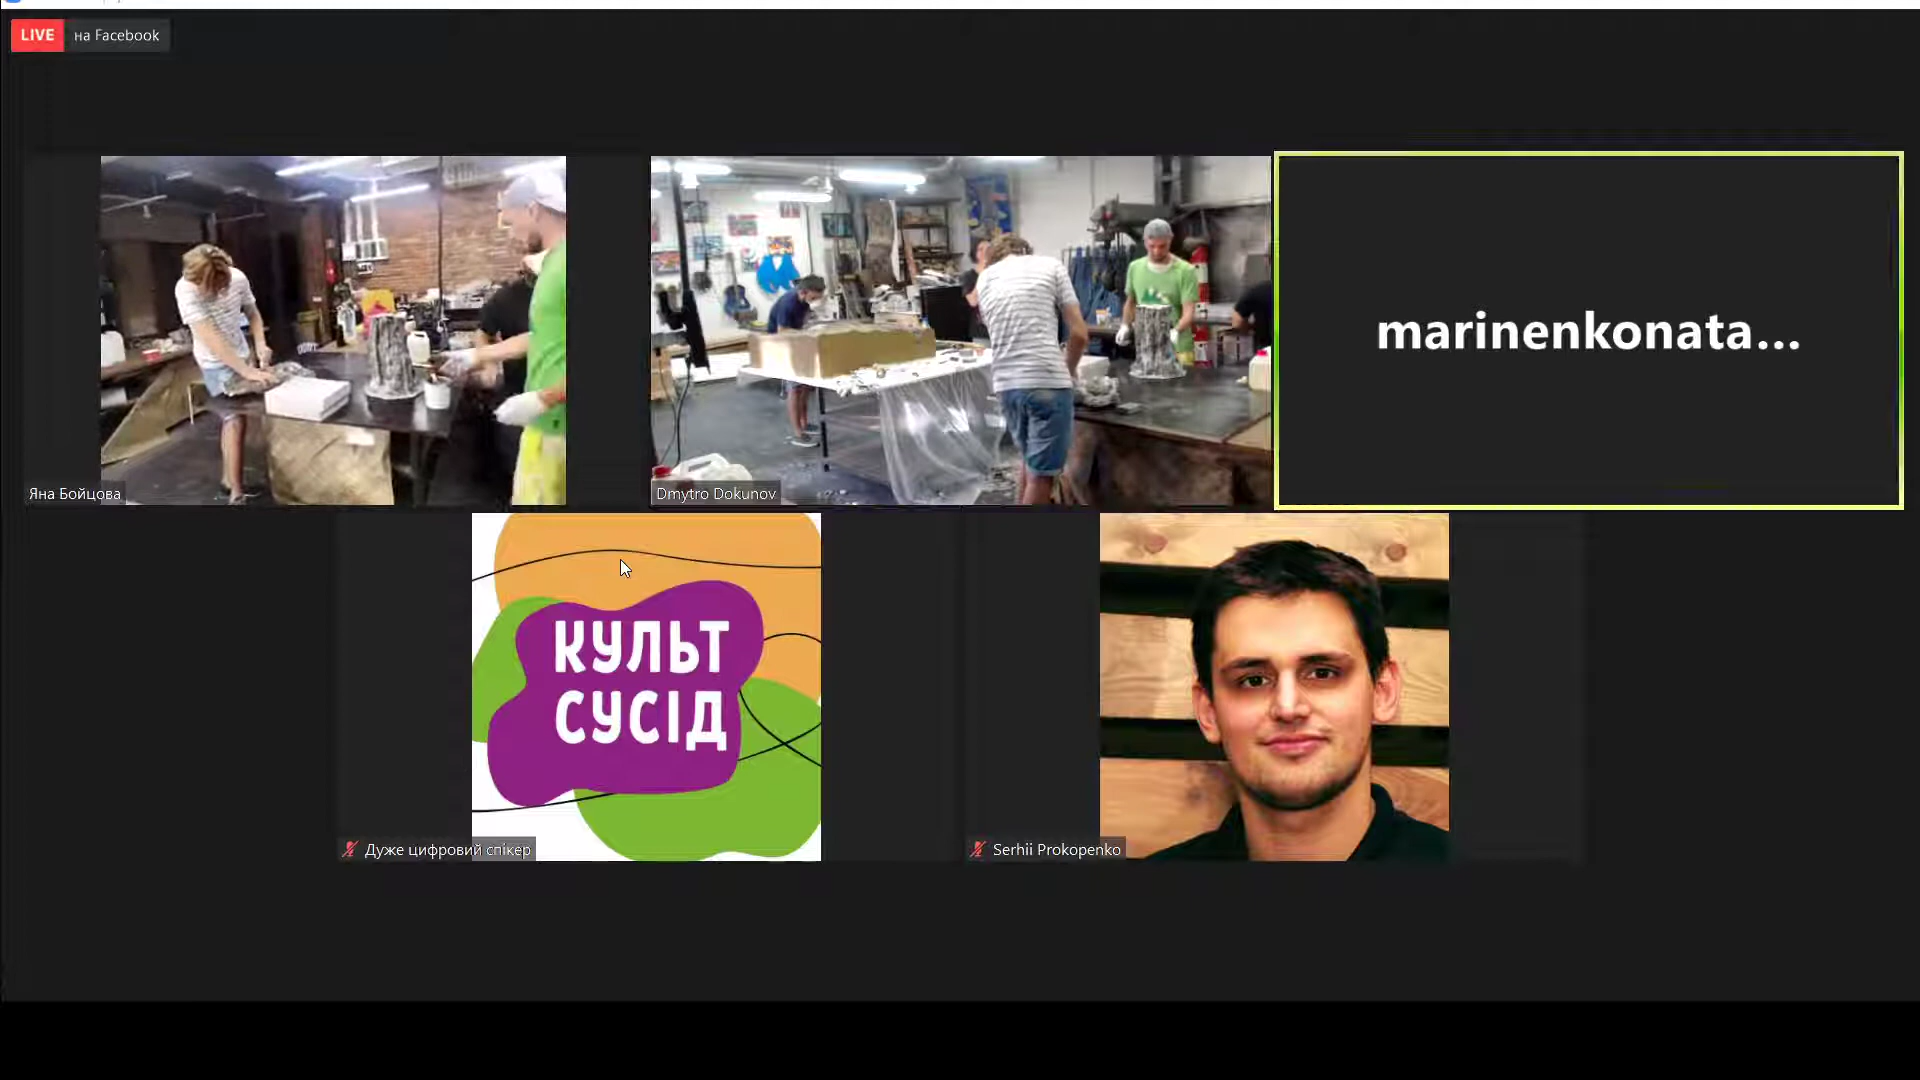 LIVE на Facebook
marinenkonata...
Яна Бойцова
Dmytro Dokunov
КУЛЬТ
СУСІД
Дуже цифровий спікер
Serhii Prokopenko